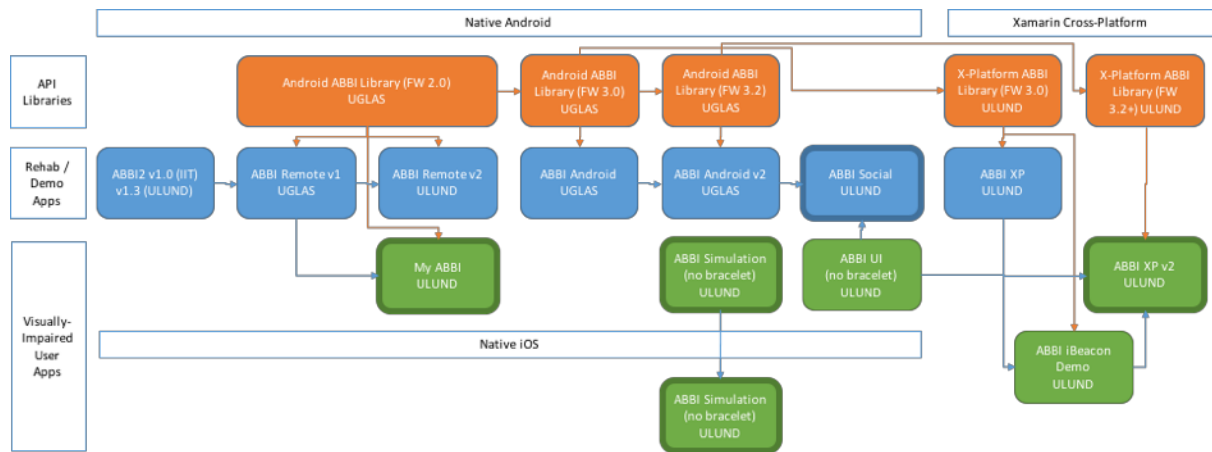 Native Android
Xamarin Cross-Platform
API
Libraries
Android ABBI Library (FW 2.0)
UGLAS
Android ABBI
Library (FW 3.0)
UGLAS
Android ABBI
Library (FW 3.2)
UGLAS
X-Platform ABBI
Library (FW 3.0)
ULUND
X-Platform ABBI
Library (FW
3.2+) ULUND
Rehab /
Demo
Apps
ABBI2 v1.0 (IIT)
v1.3 (ULUND)
ABBI Remote v1
UGLAS
ABBI Remote v2
ULUND
ABBI Android
UGLAS
ABBI Android v2
UGLAS
ABBI Social
ULUND
ABBI XP
ULUND
Visually-
Impaired
User
Apps
My ABBI
ULUND
ABBI Simulation
(no bracelet)
ULUND
ABBI UI
(no bracelet)
ULUND
ABBI XP v2
ULUND
Native iOS
ABBI iBeacon
Demo
ULUND
ABBI Simulation
(no bracelet)
ULUND